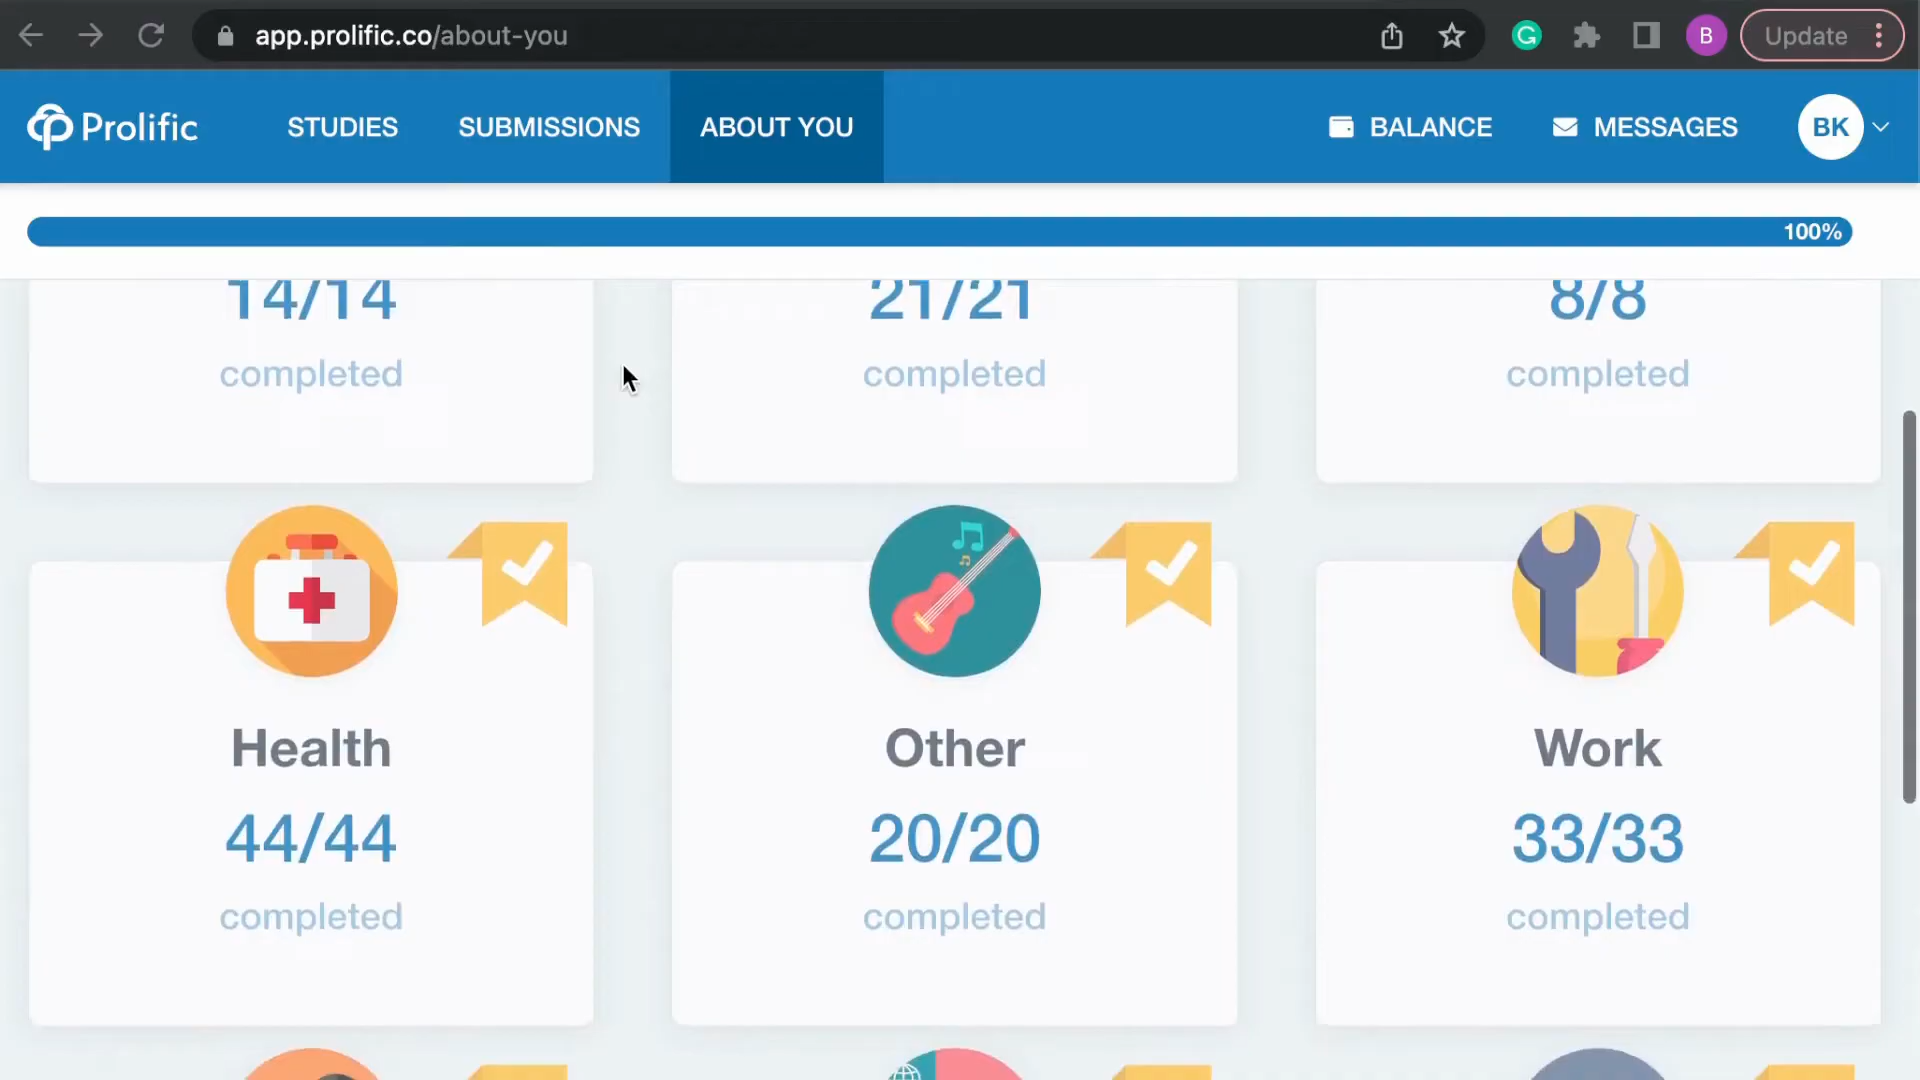 app.prolific.co/about-you
G
B
Update
Prolific
STUDIES
SUBMISSIONS
ABOUT YOU
BALANCE
MESSAGES
BK
100%
14/14
21/21
8/8
completed
completed
completed
Health
Other
Work
44/44
20/20
33/33
completed
completed
completed